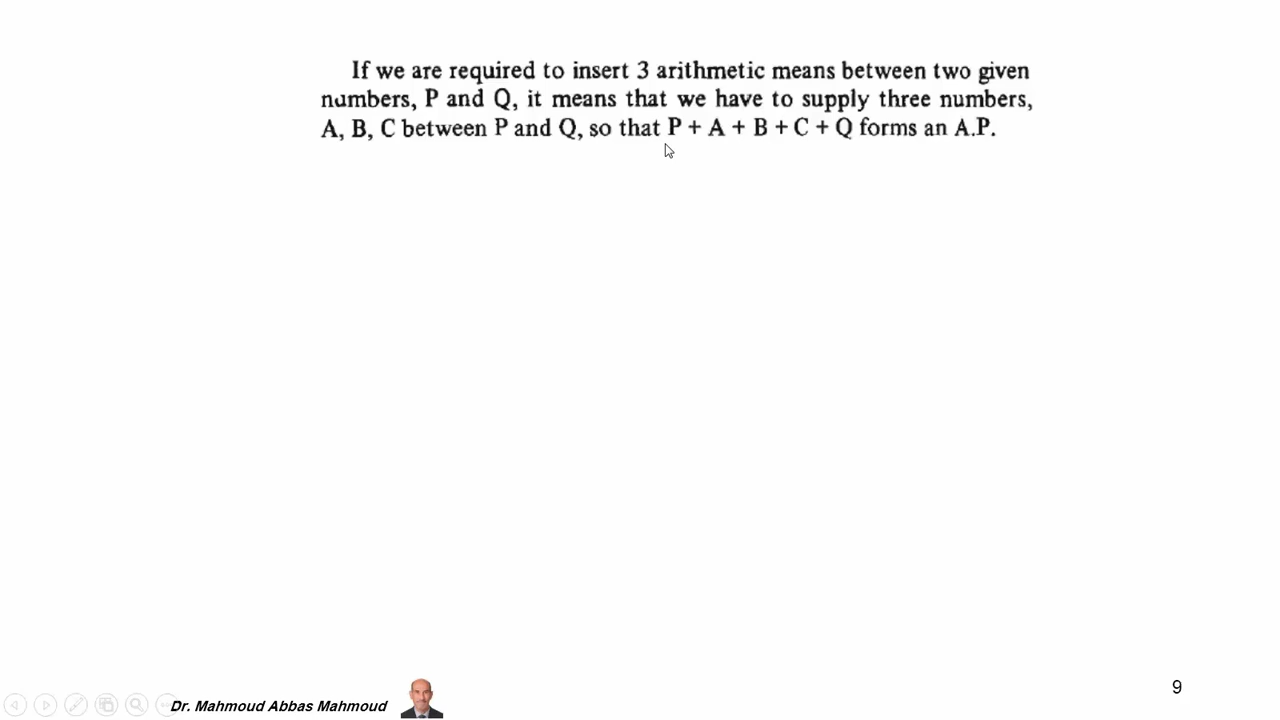 If we are required to insert 3 arithmetic means between two given
numbers, P and Q, it means that we have to supply three numbers,
A, B, C between P and Q, so that P + A + B + C + Q forms an A.P.
Dr. Mahmoud Abbas Mahmoud
9